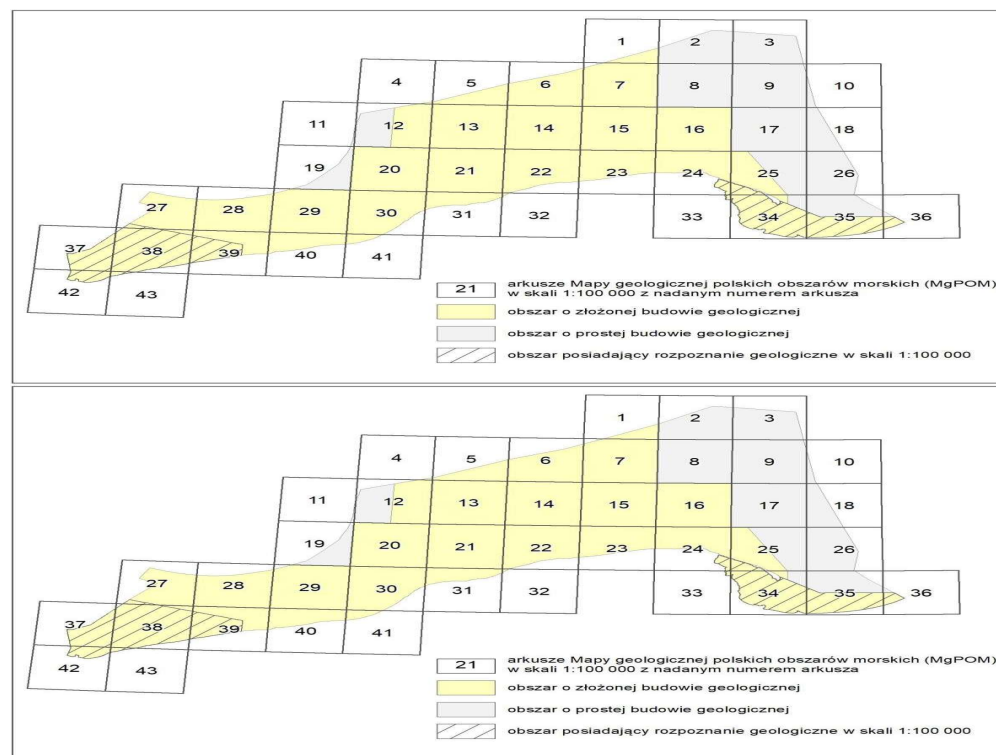 1 2 3
4 5 6 7 8 9 10
11 12 13 14 15 16 17 18
19 20 21 22 23 24 25 26
27 28 29 30 31 32 33 34 35 36
37 38 39 40 41
42 43
21 arkusze Mapy geologicznej polskich obszarów morskich (MgPOM)
w skali 1:100 000 z nadanym numerem arkusza
obszar o złożonej budowie geologicznej
obszar o prostej budowie geologicznej
obszar posiadający rozpoznanie geologiczne w skali 1:100 000
1 2 3
4 5 6 7 8 9 10
11 12 13 14 15 16 17 18
19 20 21 22 23 24 25 26
27 28 29 30 31 32 33 34 35 36
37 38 39 40 41
42 43
21 arkusze Mapy geologicznej polskich obszarów morskich (MgPOM)
w skali 1:100 000 z nadanym numerem arkusza
obszar o złożonej budowie geologicznej
obszar o prostej budowie geologicznej
obszar posiadający rozpoznanie geologiczne w skali 1:100 000